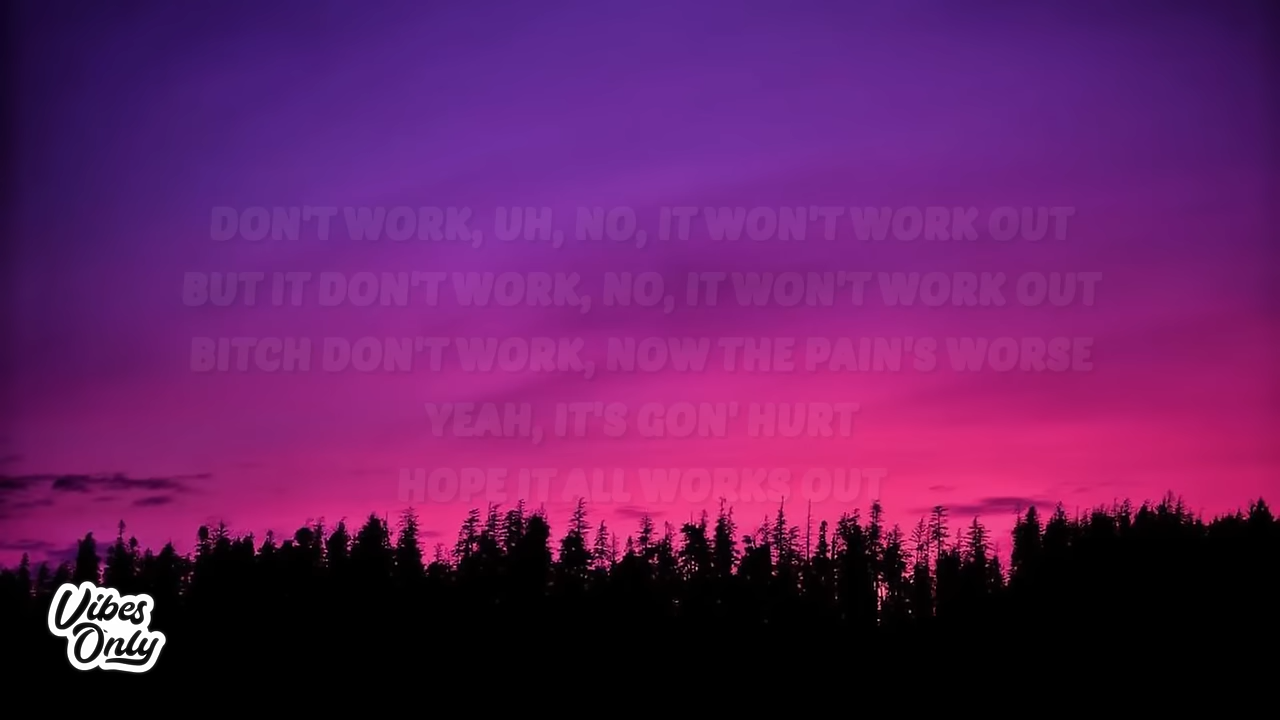 DON'T WORK, UH, NO, IT WON'T WORK OUT
BUT IT DON'T WORK, NO, IT WON'T WORK OUT
BITCH DON'T WORK, NOW THE PAIN'S WORSE
YEAH, IT'S GON' HURT
HOPE IT ALL WORKS OUT
Vibes
Only